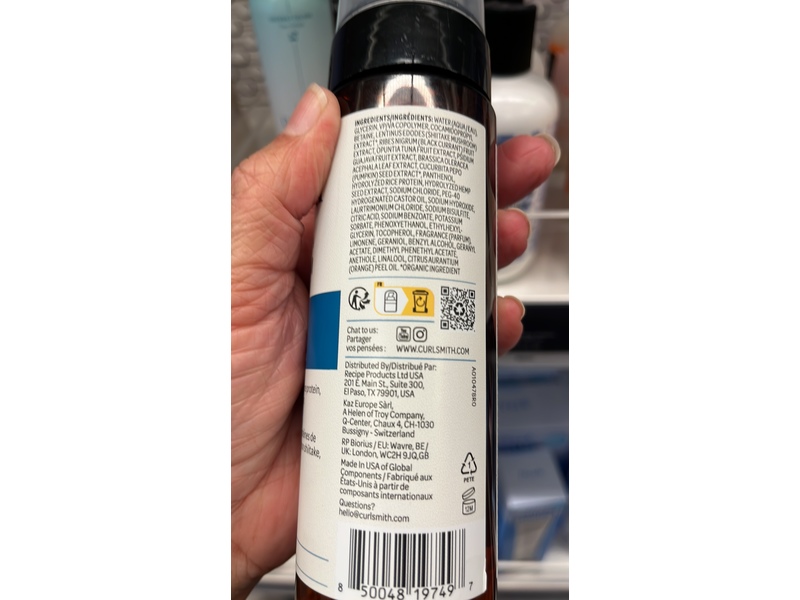 INGREDIENTS/INGRÉDIENTS: WATER/AQUA/EAU,
GLYCERIN, VP/VA COPOLYMER, COCAMIDOPROPYL
BETAINE, LENTINUS EDODES (SHIITAKE MUSHROOM)
EXTRACT*, RIBES NIGRUM (BLACK CURRANT) FRUIT
EXTRACT, OPUNTIA TUNA FRUIT EXTRACT, PSIDIUM
GUAJAVA FRUIT EXTRACT, BRASSICA OLERACEA
ACEPHALA LEAF EXTRACT, CUCURBITA PEPO
(PUMPKIN) SEED EXTRACT*, PANTHENOL,
HYDROLYZED RICE PROTEIN, HYDROLYZED HEMP
SEED EXTRACT, SODIUM CHLORIDE, PEG-40
HYDROGENATED CASTOR OIL, SODIUM HYDROXIDE,
LAURTRIMONIUM CHLORIDE, SODIUM BISULFITE,
CITRIC ACID, SODIUM BENZOATE, POTASSIUM
SORBATE, PHENOXYETHANOL, ETHYLHEXYL-
GLYCERIN, TOCOPHEROL, FRAGRANCE (PARFUM),
LIMONENE, GERANIOL, BENZYL ALCOHOL, GERANYL
ACETATE, DIMETHYL PHENETHYL ACETATE,
ANETHOLE, LINALOOL, CITRUS AURANTIUM
(ORANGE) PEEL OIL. *ORGANIC INGREDIENT
FR
Chat to us:
Partager
vos pensées :
You Tube
WWW.CURLSMITH.COM
Distributed By/Distribué Par:
Recipe Products Ltd USA
201 E. Main St., Suite 300,
El Paso, TX 79901, USA
A010478RG
Kaz Europe Sàrl,
A Helen of Troy Company,
Q-Center, Chaux 4, CH-1030
Bussigny - Switzerland
RP Biorius / EU: Wavre, BE/
UK: London, WC2H 9JQ,GB
Made In USA of Global
Components / Fabriqué aux
États-Unis à partir de
composants internationaux
Questions?
hello@curlsmith.com
1
PETE
12M
8 50048 19749 7
protein,
shiitake,